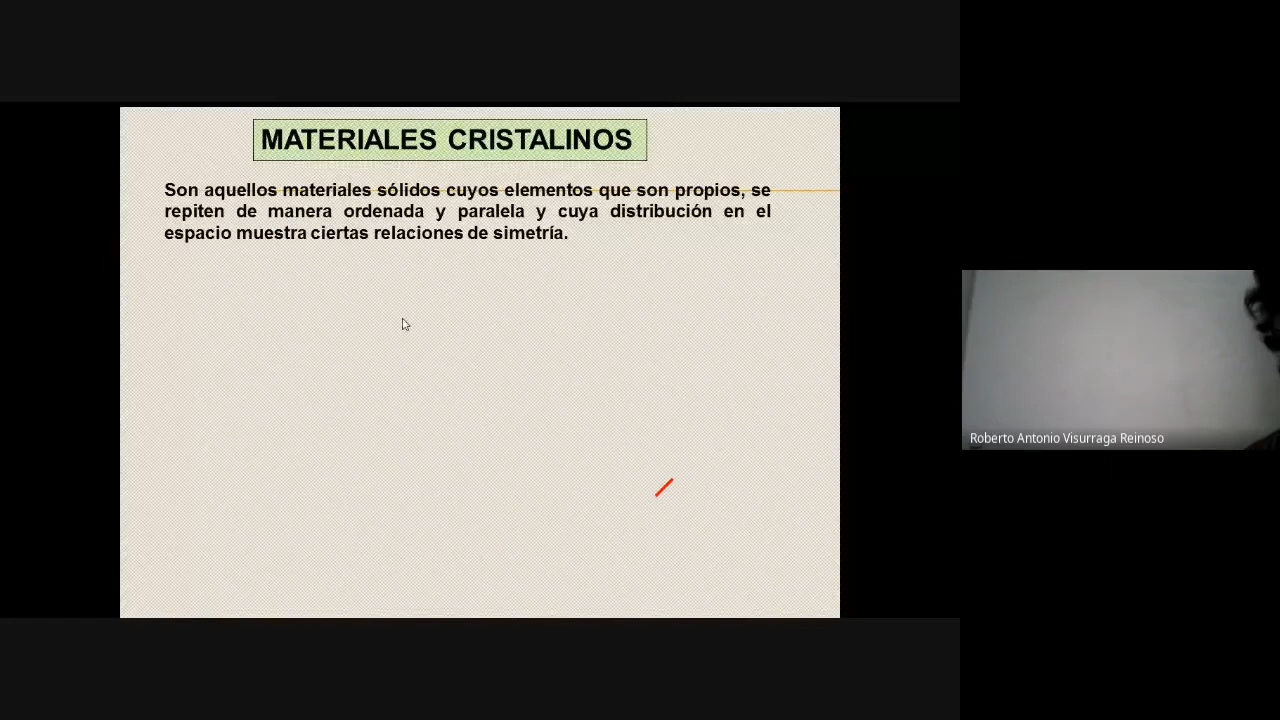 MATERIALES CRISTALINOS
Son aquellos materiales sólidos cuyos elementos que son propios, se
repiten de manera ordenada y paralela y cuya distribución en el
espacio muestra ciertas relaciones de simetría.
Roberto Antonio Visurraga Reinoso